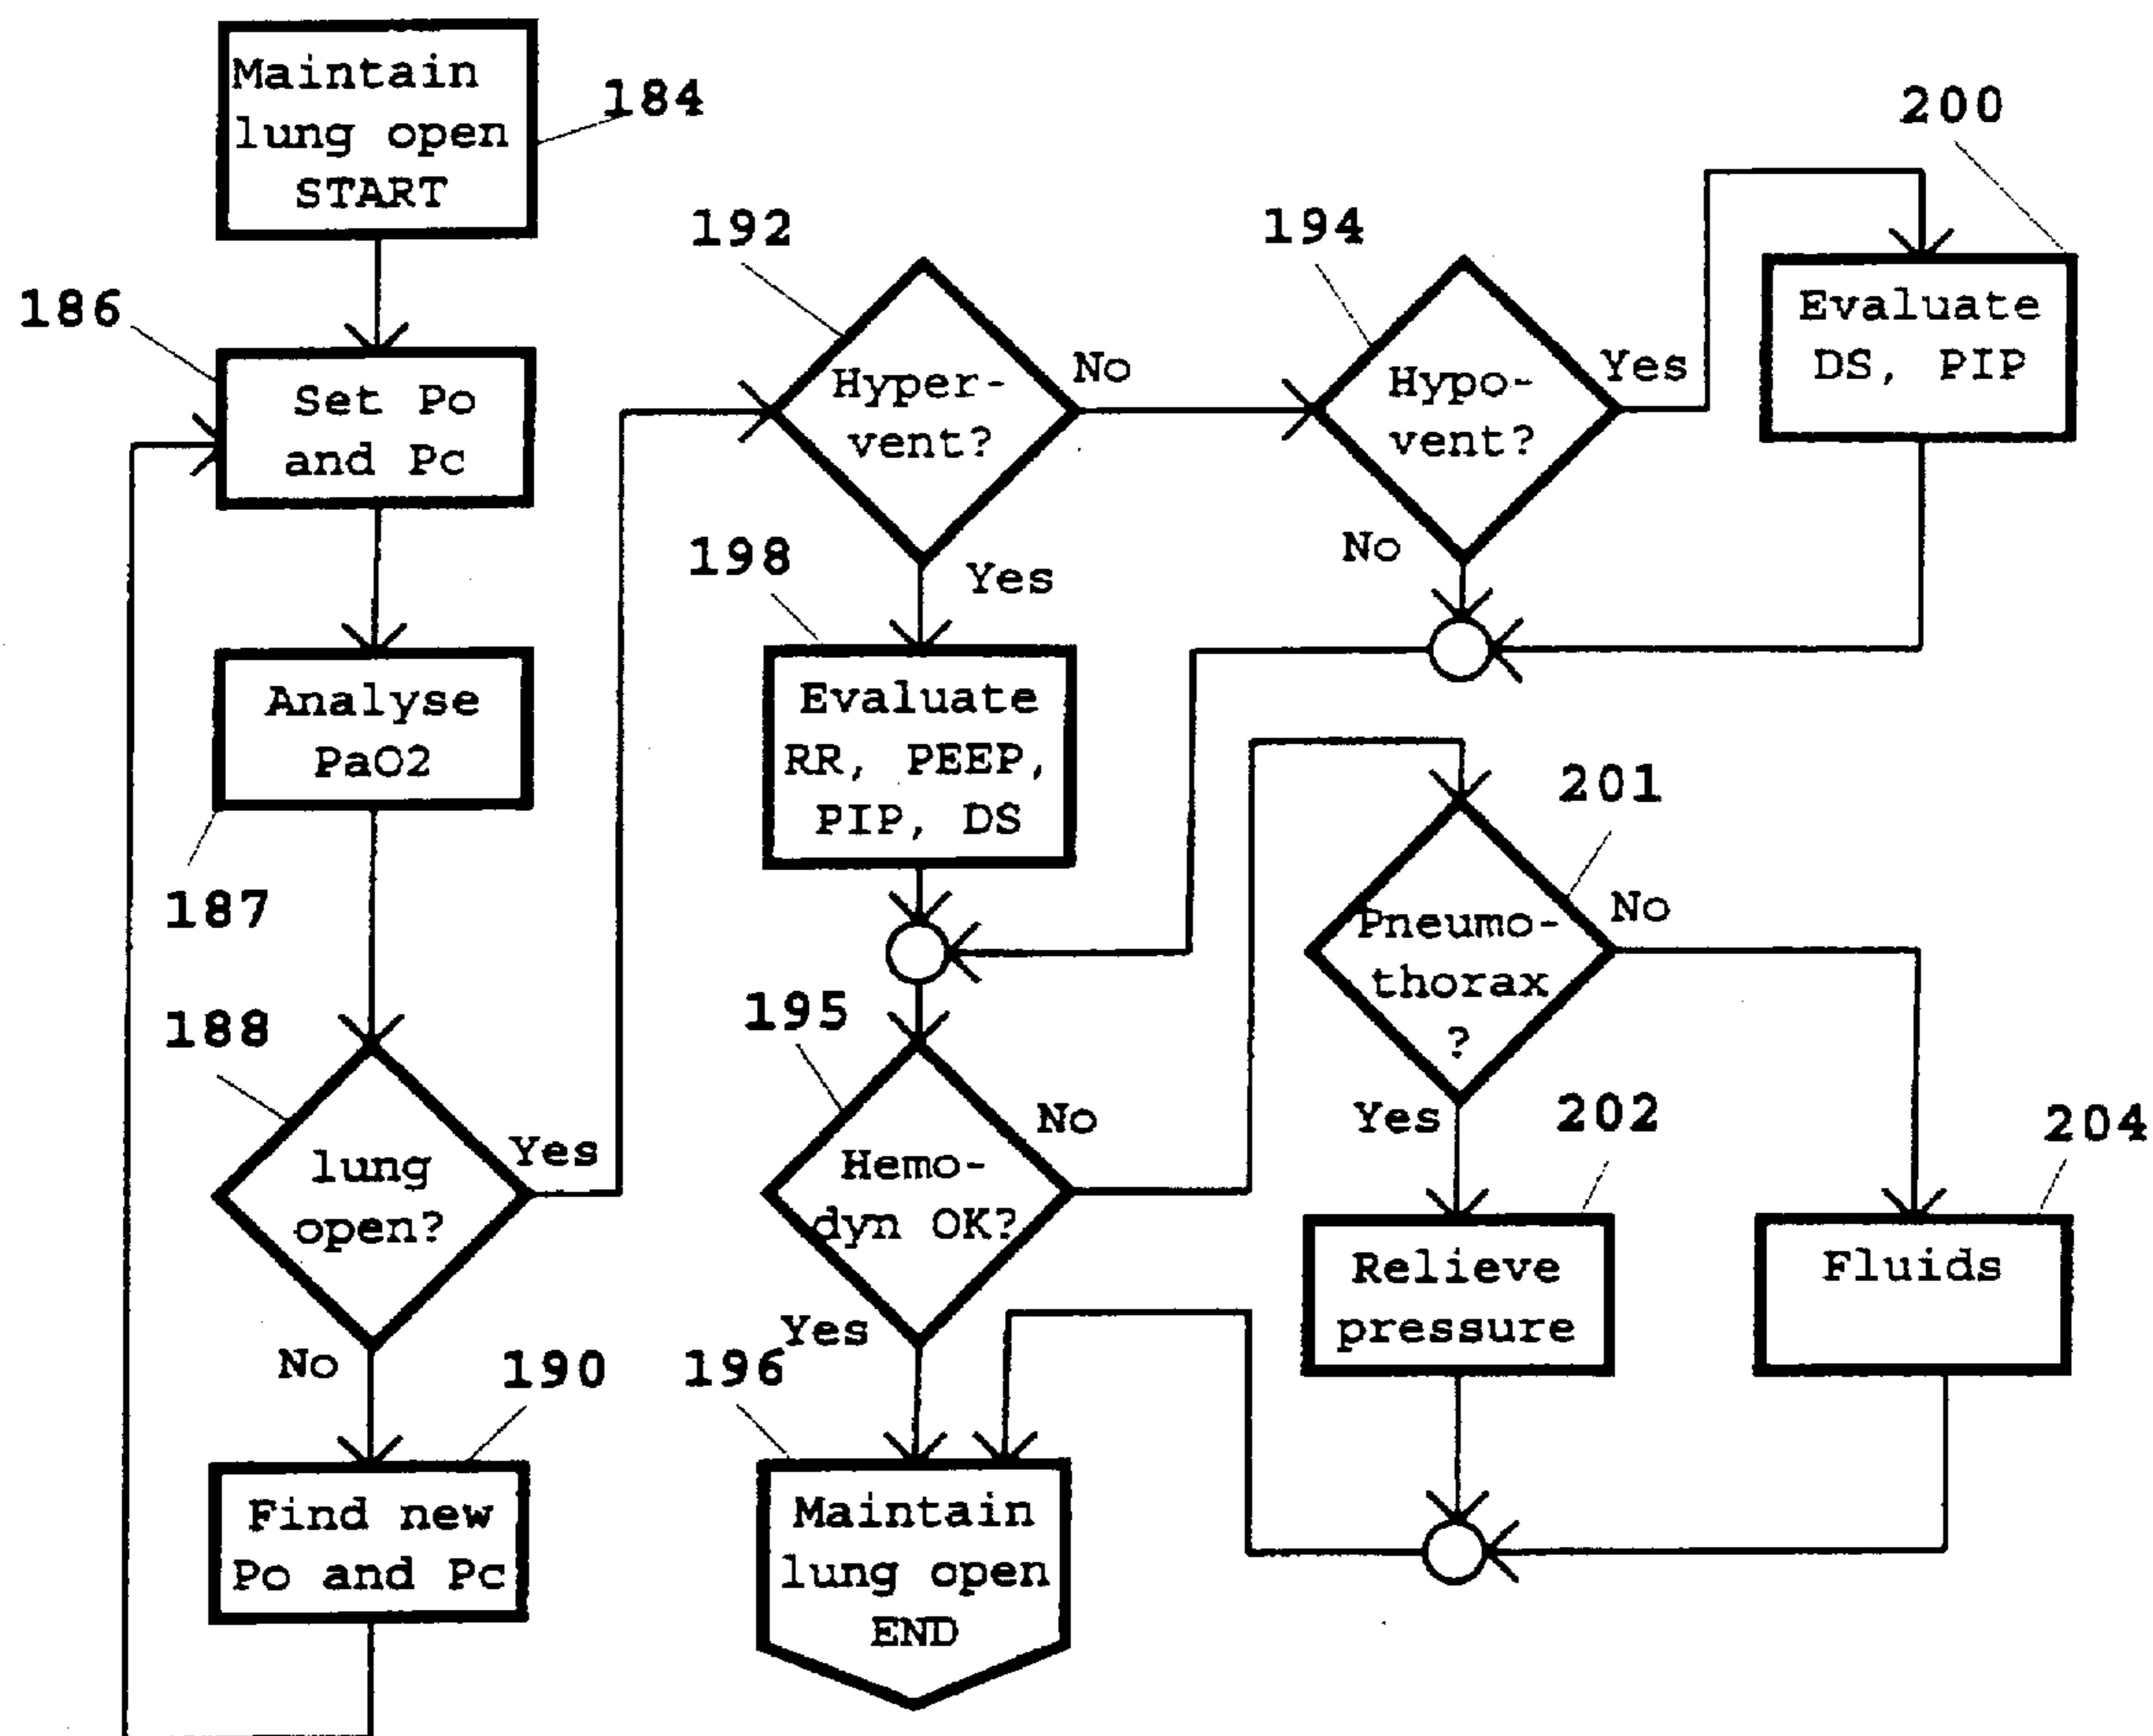 Maintain
lung open
START
184
186
Set Po
and Pc
Analyse
PaO2
187
188
lung
open?
Yes
No
190
Find new
Po and Pc
192
Hyper-
vent?
No
Yes
194
Hypo-
vent?
Yes
No
200
Evaluate
DS, PIP
198
Evaluate
RR, PEEP,
PIP, DS
195
Hemo-
dyn OK?
No
Yes
201
Pneumo-
thorax
?
No
Yes
202
Relieve
pressure
204
Fluids
196
Maintain
lung open
END